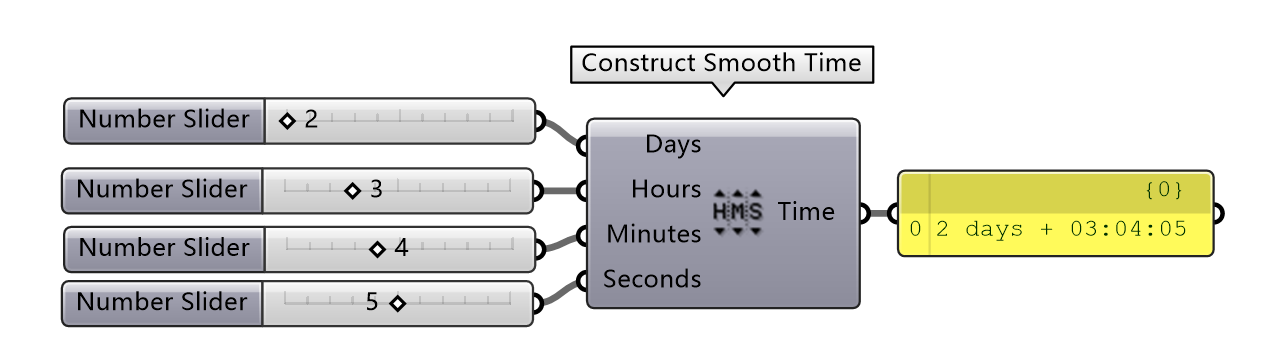 Construct Smooth Time
Number Slider 2
Number Slider 3
Number Slider 4
Number Slider 5
Days
Hours
Minutes
Seconds
HMS
Time
{0}
0 2 days + 03:04:05